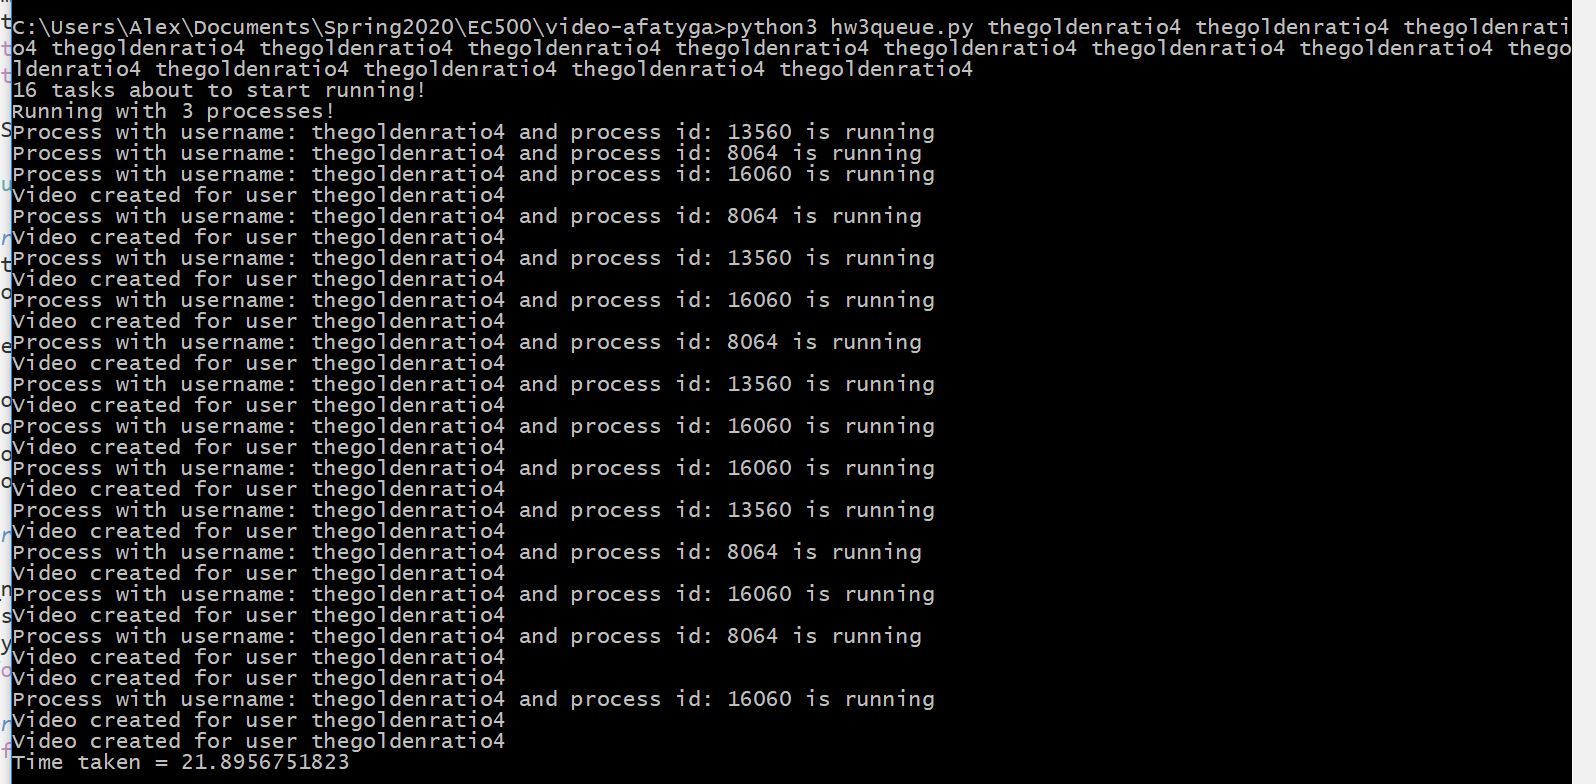 C:\Users\Alex\Documents\Spring2020\EC500\video-afatyga>python3 hw3queue.py thegoldenratio4 thegoldenratio4 thegoldenrati
o4 thegoldenratio4 thegoldenratio4 thegoldenratio4 thegoldenratio4 thegoldenratio4 thegoldenratio4 thegoldenratio4 thego
ldenratio4 thegoldenratio4 thegoldenratio4 thegoldenratio4 thegoldenratio4
16 tasks about to start running!
Running with 3 processes!
Process with username: thegoldenratio4 and process id: 13560 is running
Process with username: thegoldenratio4 and process id: 8064 is running
Process with username: thegoldenratio4 and process id: 16060 is running
Video created for user thegoldenratio4
Process with username: thegoldenratio4 and process id: 8064 is running
Video created for user thegoldenratio4
Process with username: thegoldenratio4 and process id: 13560 is running
Video created for user thegoldenratio4
Process with username: thegoldenratio4 and process id: 16060 is running
Video created for user thegoldenratio4
Process with username: thegoldenratio4 and process id: 8064 is running
Video created for user thegoldenratio4
Process with username: thegoldenratio4 and process id: 13560 is running
Video created for user thegoldenratio4
Process with username: thegoldenratio4 and process id: 16060 is running
Video created for user thegoldenratio4
Process with username: thegoldenratio4 and process id: 16060 is running
Video created for user thegoldenratio4
Process with username: thegoldenratio4 and process id: 13560 is running
Video created for user thegoldenratio4
Process with username: thegoldenratio4 and process id: 8064 is running
Video created for user thegoldenratio4
Process with username: thegoldenratio4 and process id: 16060 is running
Video created for user thegoldenratio4
Process with username: thegoldenratio4 and process id: 8064 is running
Video created for user thegoldenratio4
Video created for user thegoldenratio4
Process with username: thegoldenratio4 and process id: 16060 is running
Video created for user thegoldenratio4
Video created for user thegoldenratio4
Time taken = 21.8956751823